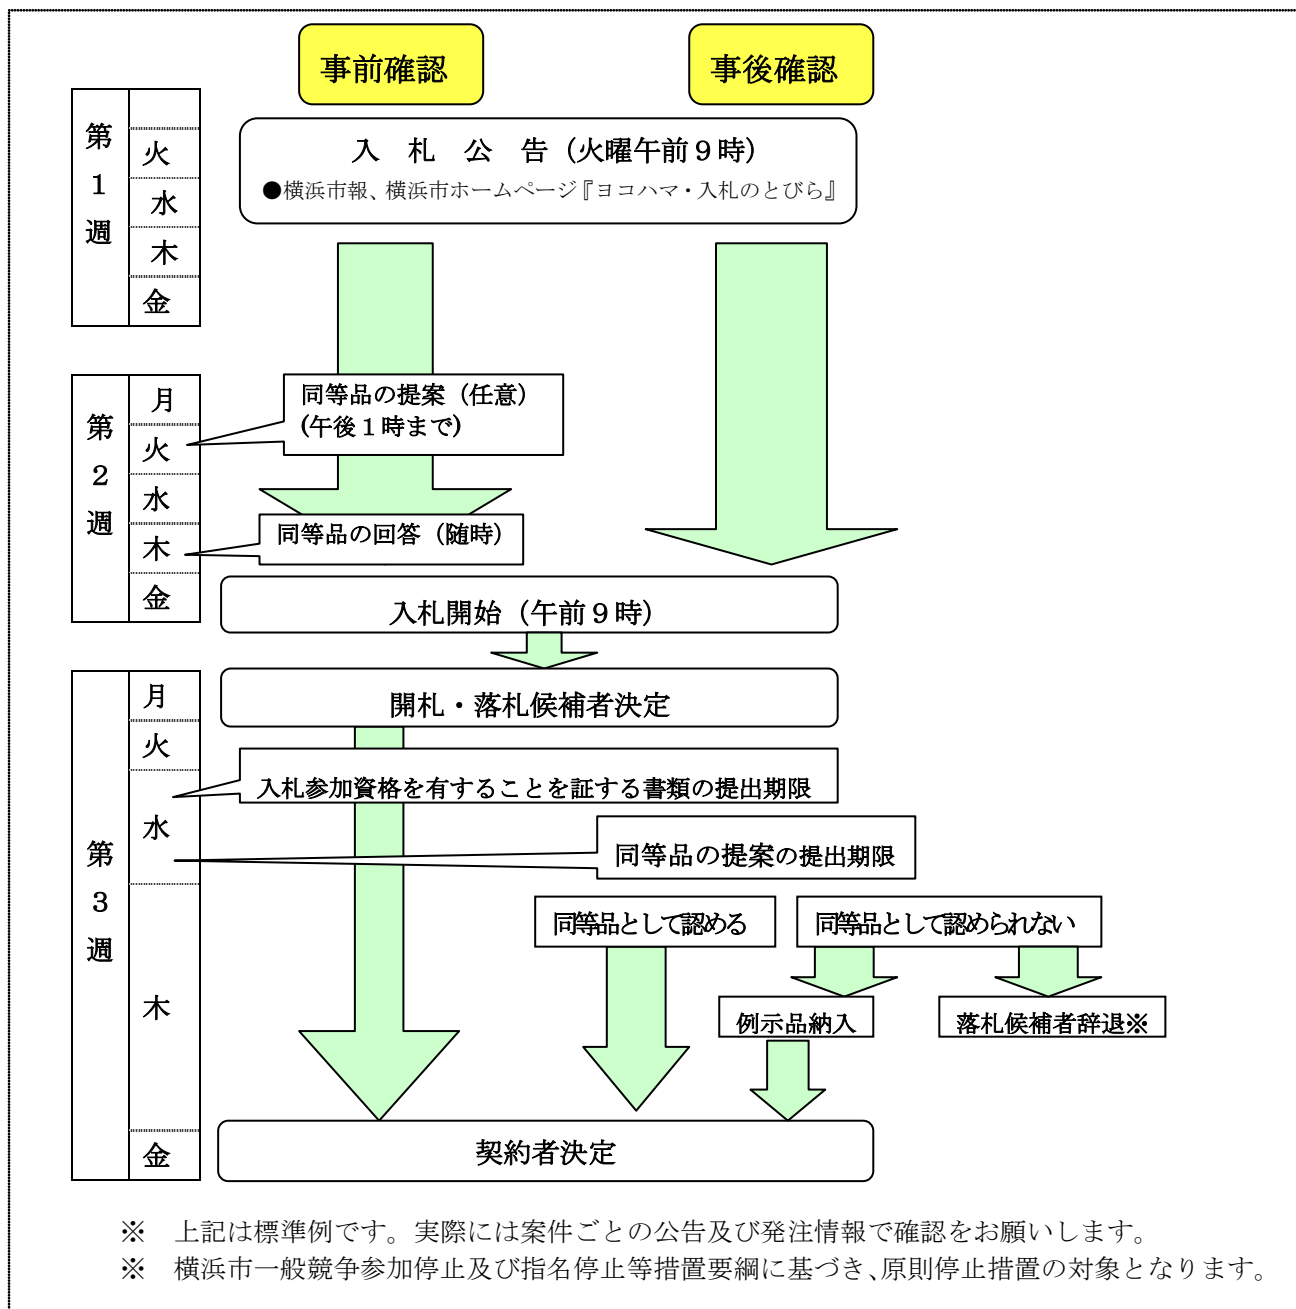 事前確認
事後確認
第1週
火
水
木
金
入　札　公　告（火曜午前９時）
●横浜市報、横浜市ホームページ『ヨコハマ・入札のとびら』
第2週
月
火
水
木
金
同等品の提案（任意）
(午後１時まで)
同等品の回答（随時）
入札開始（午前９時）
第3週
月
火
水
木
金
開札・落札候補者決定
入札参加資格を有することを証する書類の提出期限
同等品の提案の提出期限
同等品として認める
同等品として認められない
例示品納入
落札候補者辞退※
契約者決定
※　上記は標準例です。実際には案件ごとの公告及び発注情報で確認をお願いします。
※　横浜市一般競争参加停止及び指名停止等措置要綱に基づき、原則停止措置の対象となります。